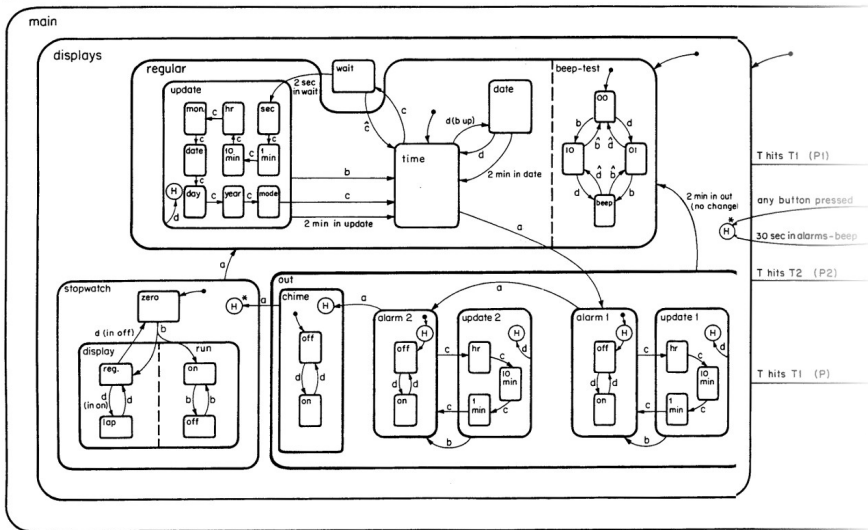 main
displays
regular
update
mon.
c
hr
sec
c
c
c
date
10 min
c
1 min
c
H
d
day
c
year
c
mode
2 sec in wait
wait
ĉ
c
time
b
c
2 min in update
date
d(b up)
d
2 min in date
beep-test
00
b
d
b̂
d̂
10
01
d̂
b̂
d
b
beep
a
a
2 min in out (no change)
T hits T1 (P1)
any button pressed
H*
30 sec in alarms-beep
T hits T2 (P2)
T hits T1 (P)
stopwatch
zero
H*
a
d (in off)
b
display
run
reg.
on
d (in on)
d
b
b
lap
off
out
chime
H
a
off
d
d
on
a
alarm 2
H
off
d
d
on
c
c
b
update 2
H
d
hr
c
10 min
c
1 min
alarm 1
H
off
d
d
on
c
c
b
update 1
H
d
hr
c
10 min
c
1 min